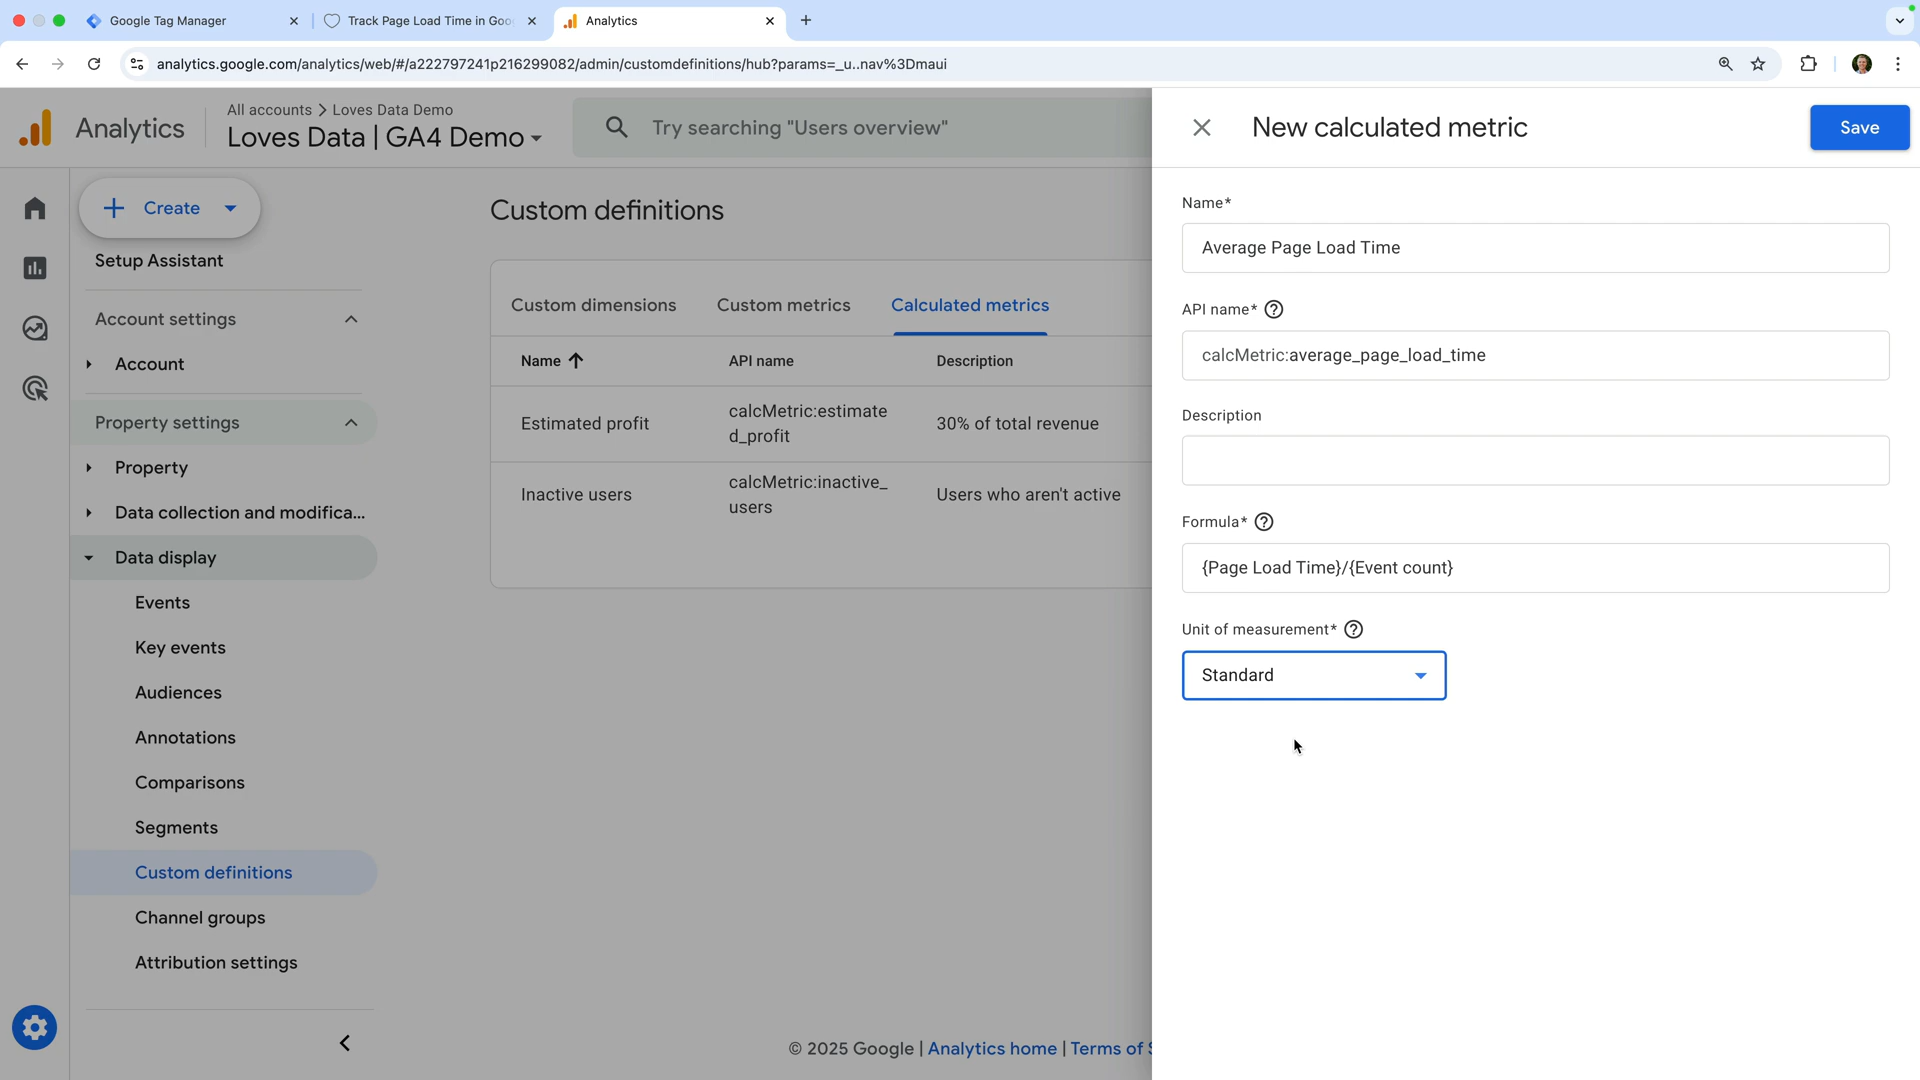 Google Tag Manager
Track Page Load Time in Goo
Analytics
analytics.google.com/analytics/web/#/a222797241p216299082/admin/customdefinitions/hub?params=_u..nav%3Dmaui
Analytics
All accounts > Loves Data Demo
Loves Data | GA4 Demo
Try searching "Users overview"
New calculated metric
Save
Create
Setup Assistant
Account settings
Account
Property settings
Property
Data collection and modifica...
Data display
Events
Key events
Audiences
Annotations
Comparisons
Segments
Custom definitions
Channel groups
Attribution settings
Custom definitions
Custom dimensions
Custom metrics
Calculated metrics
Name
API name
Description
Estimated profit
calcMetric:estimate
d_profit
30% of total revenue
Inactive users
calcMetric:inactive_
users
Users who aren't active
© 2025 Google | Analytics home | Terms of S
Name*
Average Page Load Time
API name*
calcMetric:average_page_load_time
Description
Formula*
{Page Load Time}/{Event count}
Unit of measurement*
Standard